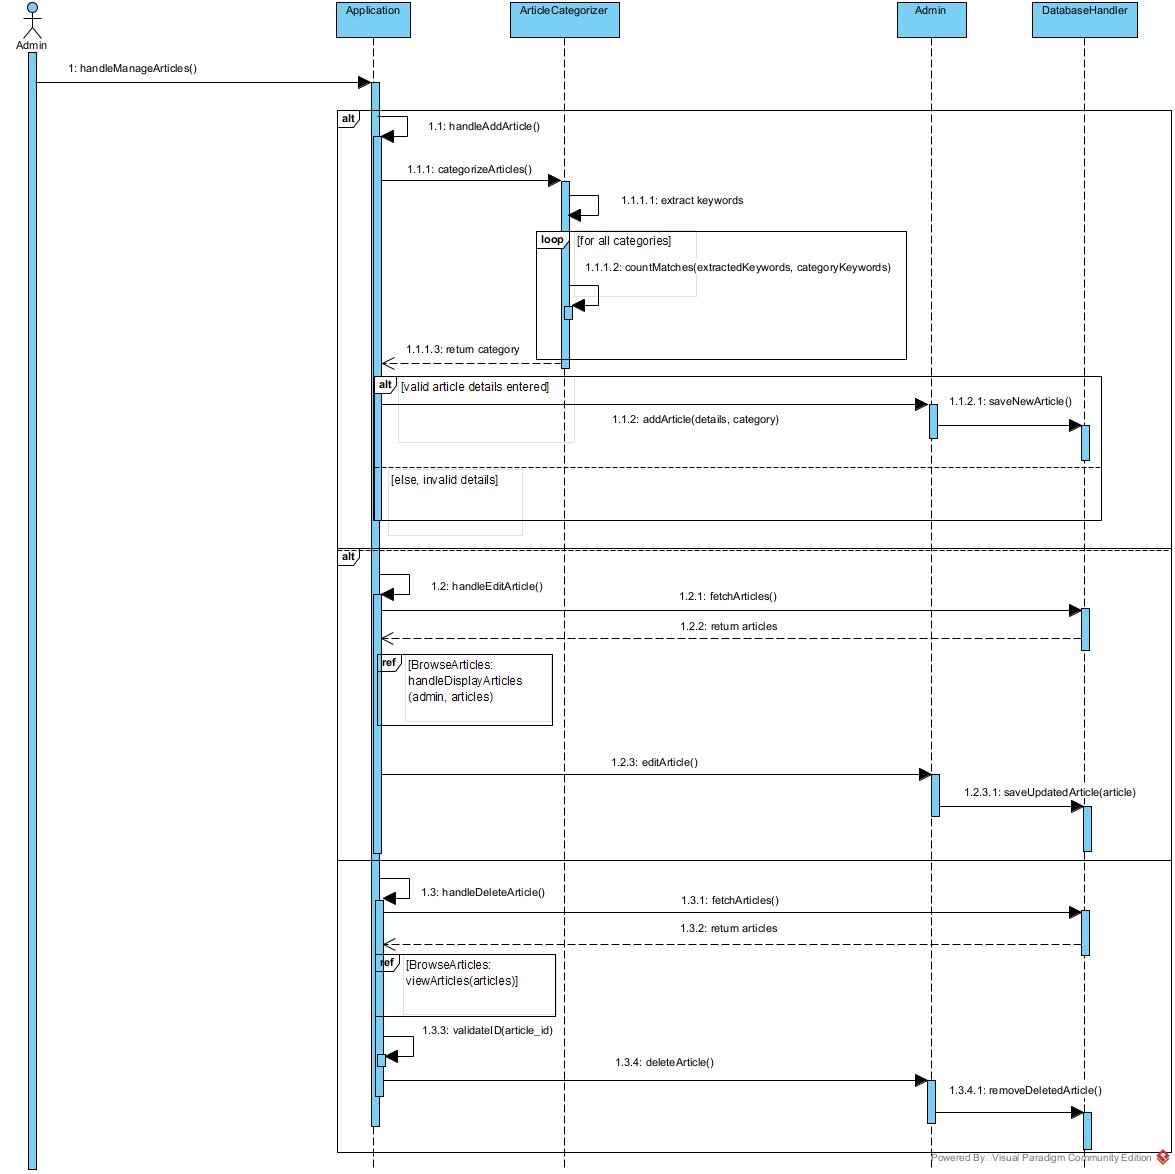 Application
ArticleCategorizer
Admin
DatabaseHandler
Admin
1: handleManageArticles()
alt
1.1: handleAddArticle()
1.1.1: categorizeArticles()
1.1.1.1: extract keywords
loop
[for all categories]
1.1.1.2: countMatches(extractedKeywords, categoryKeywords)
1.1.1.3: return category
alt
[valid article details entered]
1.1.2.1: saveNewArticle()
1.1.2: addArticle(details, category)
[else, invalid details]
alt
1.2: handleEditArticle()
1.2.1: fetchArticles()
1.2.2: return articles
ref
[BrowseArticles:
handleDisplayArticles
(admin, articles)
1.2.3: editArticle()
1.2.3.1: saveUpdatedArticle(article)
1.3: handleDeleteArticle()
1.3.1: fetchArticles()
1.3.2: return articles
ref
[BrowseArticles:
viewArticles(articles)]
1.3.3: validateID(article_id)
1.3.4: deleteArticle()
1.3.4.1: removeDeletedArticle()
Powered By: Visual Paradigm Community Edition